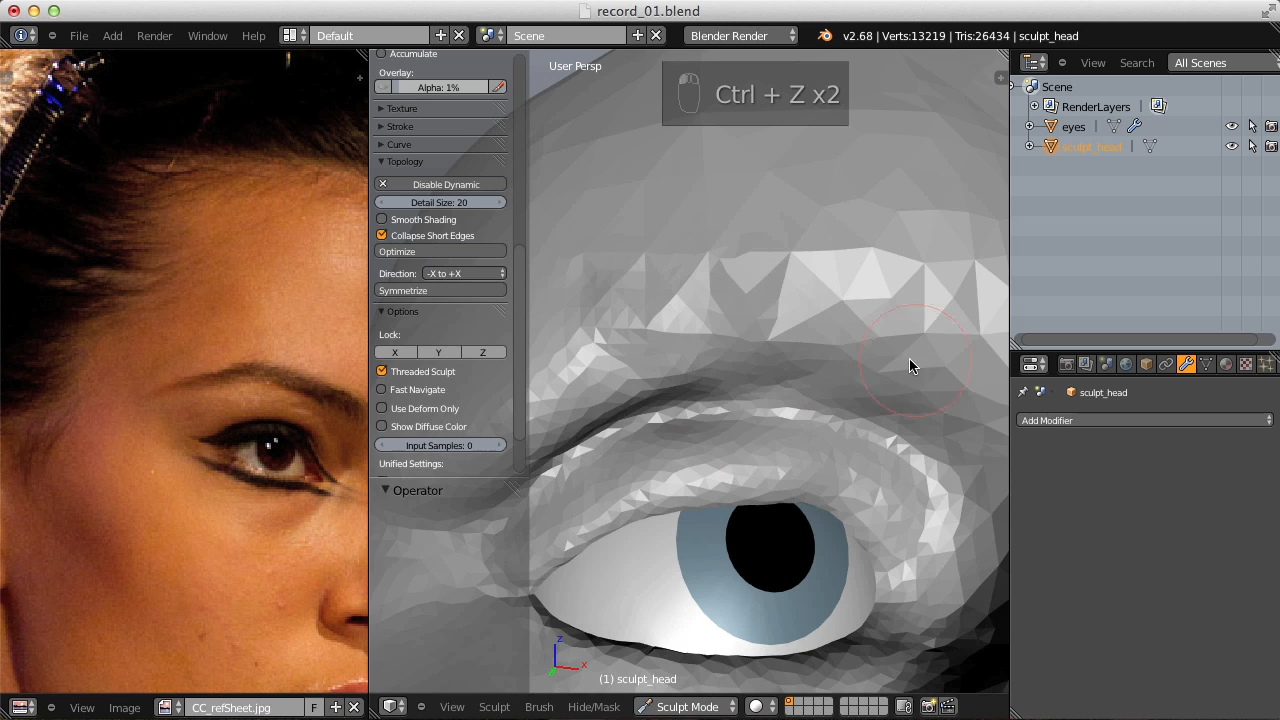 record_01.blend
File Add Render Window Help Default Scene Blender Render v2.68 | Verts:13219 | Tris:26434 | sculpt_head
View Search All Scenes
Accumulate
User Persp
Overlay:
Alpha: 1%
Ctrl + Z x2
Scene
Texture
RenderLayers
Stroke
eyes
Curve
sculpt_head
Topology
Disable Dynamic
Detail Size: 20
Smooth Shading
Collapse Short Edges
Optimize
Direction: -X to +X
Symmetrize
Options
Lock:
X Y Z
Threaded Sculpt
Fast Navigate
Use Deform Only
Show Diffuse Color
Input Samples: 0
Unified Settings:
Operator
sculpt_head
Add Modifier
z
x
(1) sculpt_head
View Image CC_refSheet.jpg F
View Sculpt Brush Hide/Mask Sculpt Mode